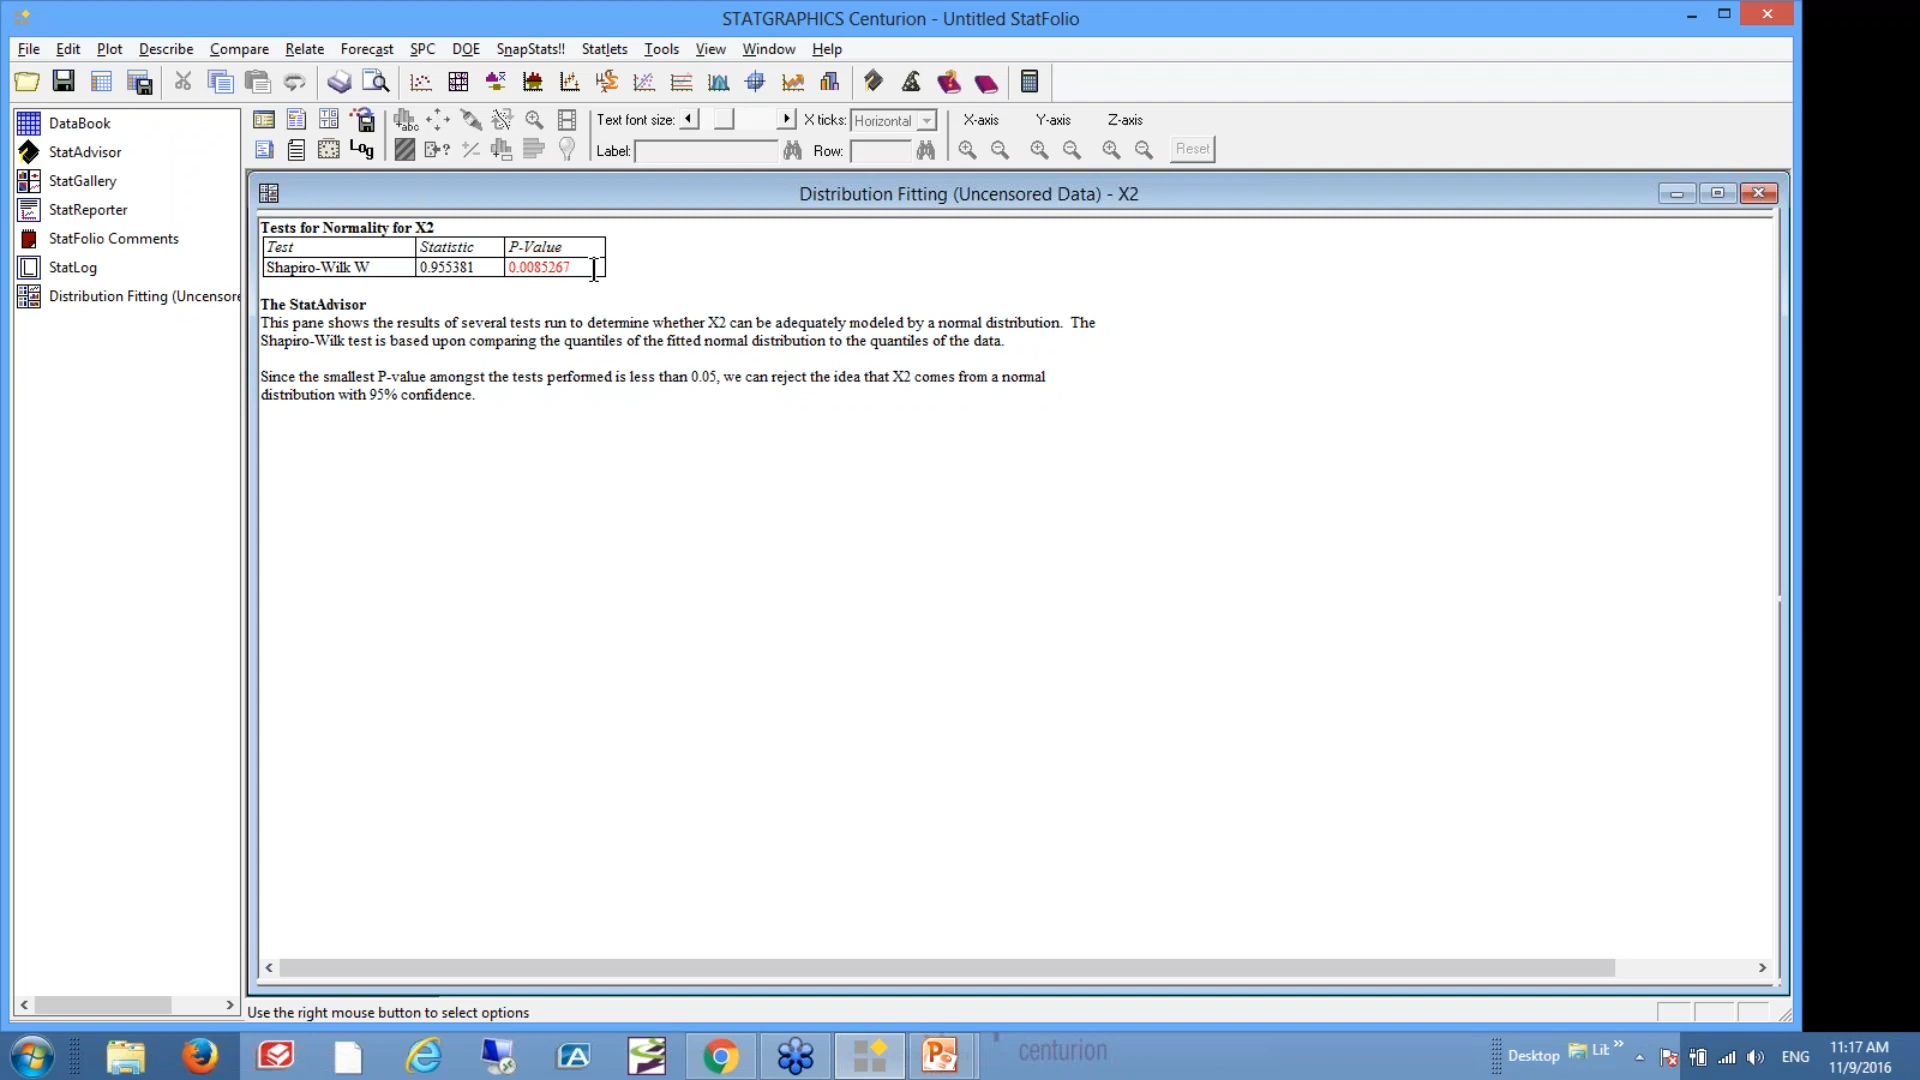 STATGRAPHICS Centurion - Untitled StatFolio
File Edit Plot Describe Compare Relate Forecast SPC DOE SnapStats!! Statlets Tools View Window Help
Text font size: X ticks: Horizontal X-axis Y-axis Z-axis
Log Label: Row: Reset
DataBook
StatAdvisor
StatGallery
StatReporter
StatFolio Comments
StatLog
Distribution Fitting (Uncensore
Distribution Fitting (Uncensored Data) - X2
Tests for Normality for X2
Test Statistic P-Value
Shapiro-Wilk W 0.955381 0.0085267
The StatAdvisor
This pane shows the results of several tests run to determine whether X2 can be adequately modeled by a normal distribution. The
Shapiro-Wilk test is based upon comparing the quantiles of the fitted normal distribution to the quantiles of the data.
Since the smallest P-value amongst the tests performed is less than 0.05, we can reject the idea that X2 comes from a normal
distribution with 95% confidence.
Use the right mouse button to select options
centurion
Desktop Lit » ENG
11:17 AM
11/9/2016